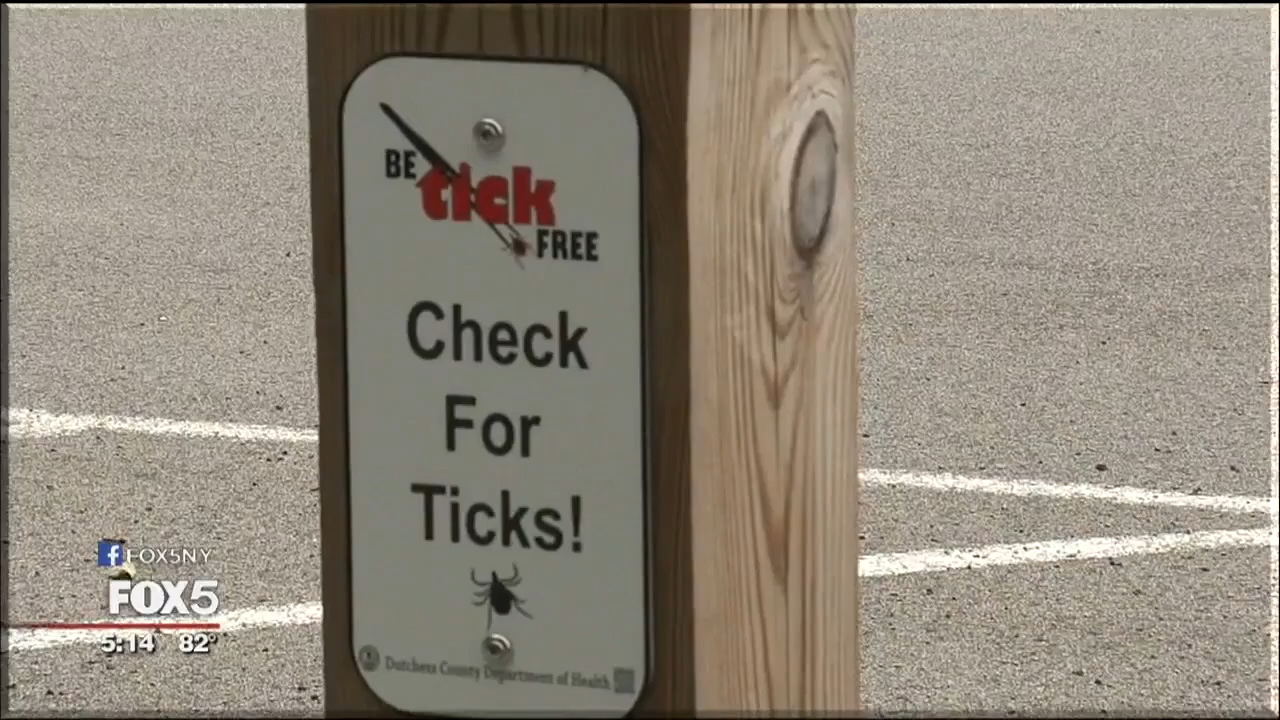 BE
tick
FREE
Check
For
Ticks!
Dutchess County Department of Health
f FOX5NY
FOX5
5:14 82°